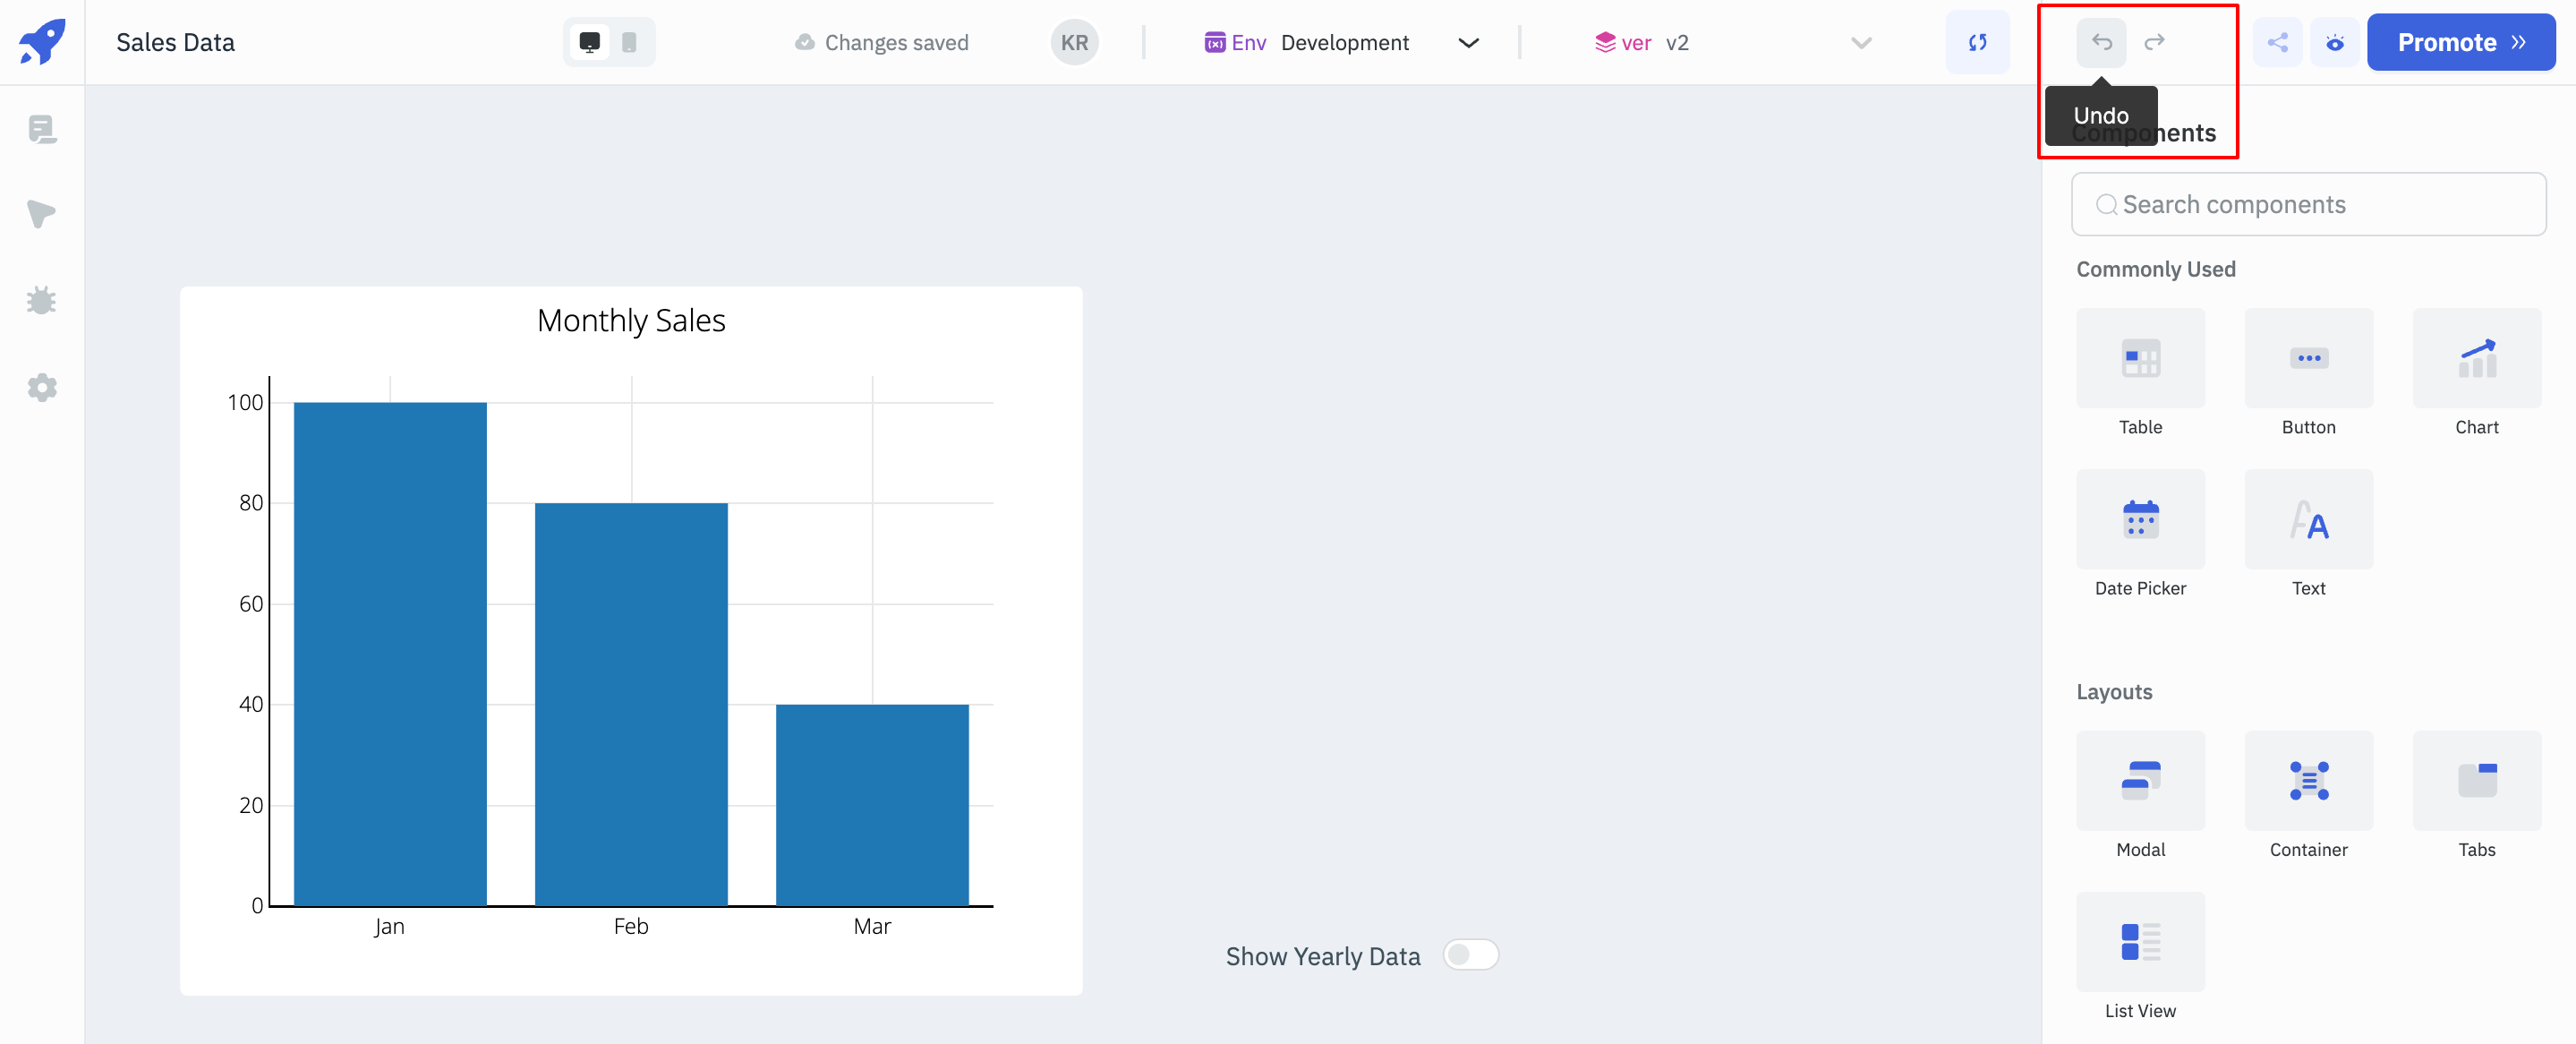 Sales Data
Changes saved
KR
Env Development
ver v2
Promote
Undo
Components
Search components
Commonly Used
Table
Button
Chart
Date Picker
Text
Layouts
Modal
Container
Tabs
List View
Monthly Sales
100
80
60
40
20
0
Jan
Feb
Mar
Show Yearly Data